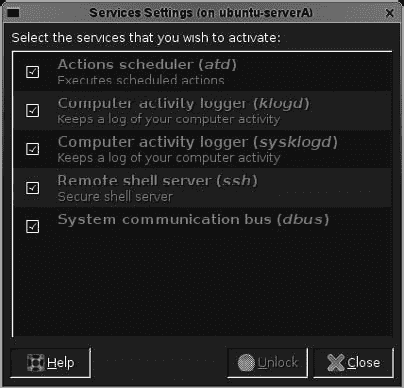 Services Settings (on ubuntu-serverA)
Select the services that you wish to activate:
Actions scheduler (atd)
Executes scheduled actions
Computer activity logger (klogd)
Keeps a log of your computer activity
Computer activity logger (sysklogd)
Keeps a log of your computer activity
Remote shell server (ssh)
Secure shell server
System communication bus (dbus)
Help
Unlock
Close